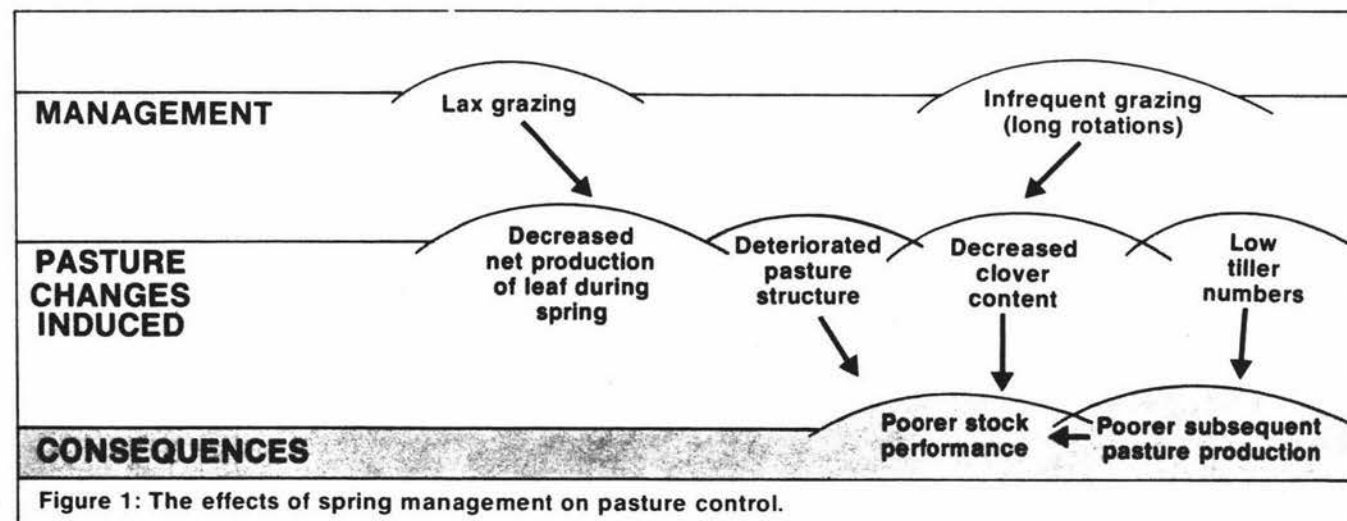 MANAGEMENT
Lax grazing
Infrequent grazing
(long rotations)
PASTURE
CHANGES
INDUCED
Decreased
net production
of leaf during
spring
Deteriorated
pasture
structure
Decreased
clover
content
Low
tiller
numbers
CONSEQUENCES
Poorer stock
performance
Poorer subsequent
pasture production
Figure 1: The effects of spring management on pasture control.